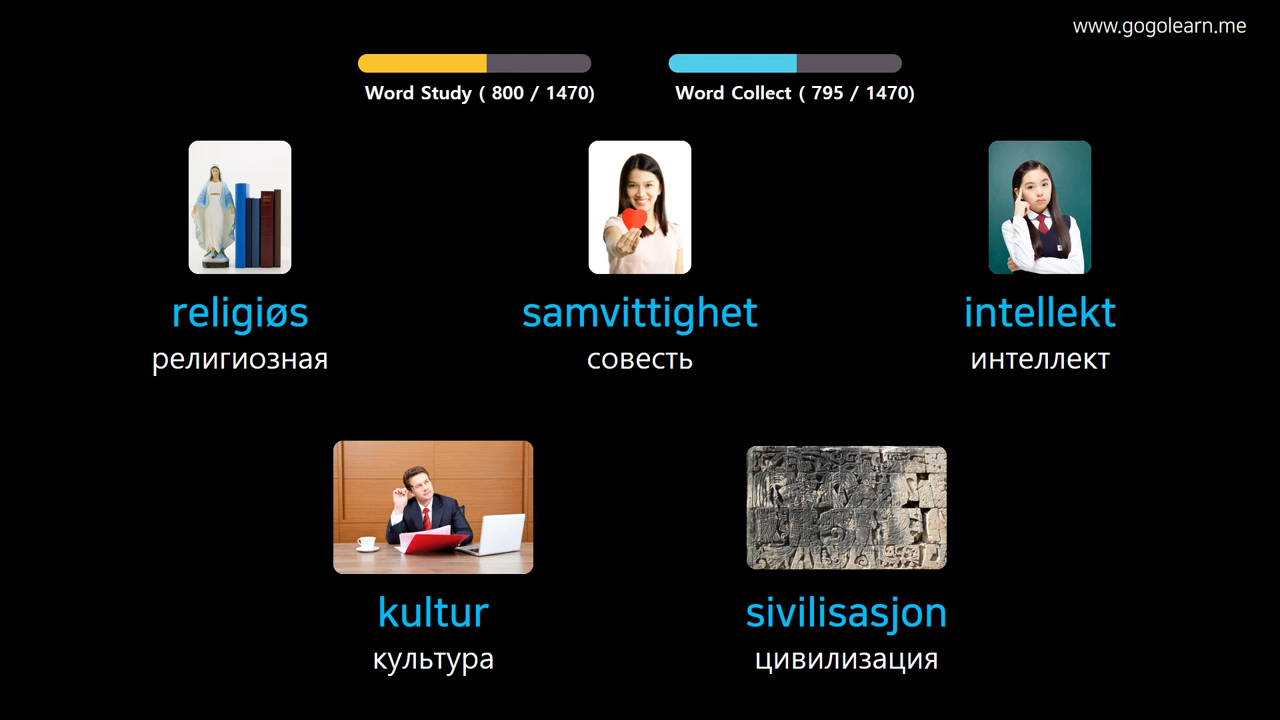 www.gogolearn.me
Word Study ( 800 / 1470)
Word Collect ( 795 / 1470)
religiøs
samvittighet
intellekt
религиозная
совесть
интеллект
kultur
sivilisasjon
культура
цивилизация